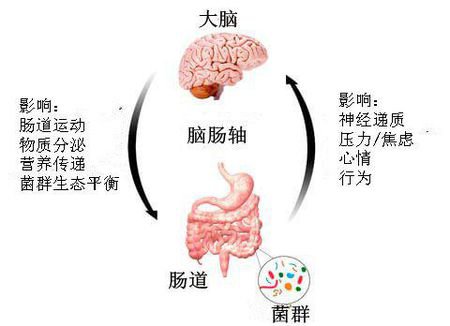 大脑
影响：
肠道运动
物质分泌
营养传递
菌群生态平衡
脑肠轴
影响：
神经递质
压力/焦虑
心情
行为
肠道
菌群